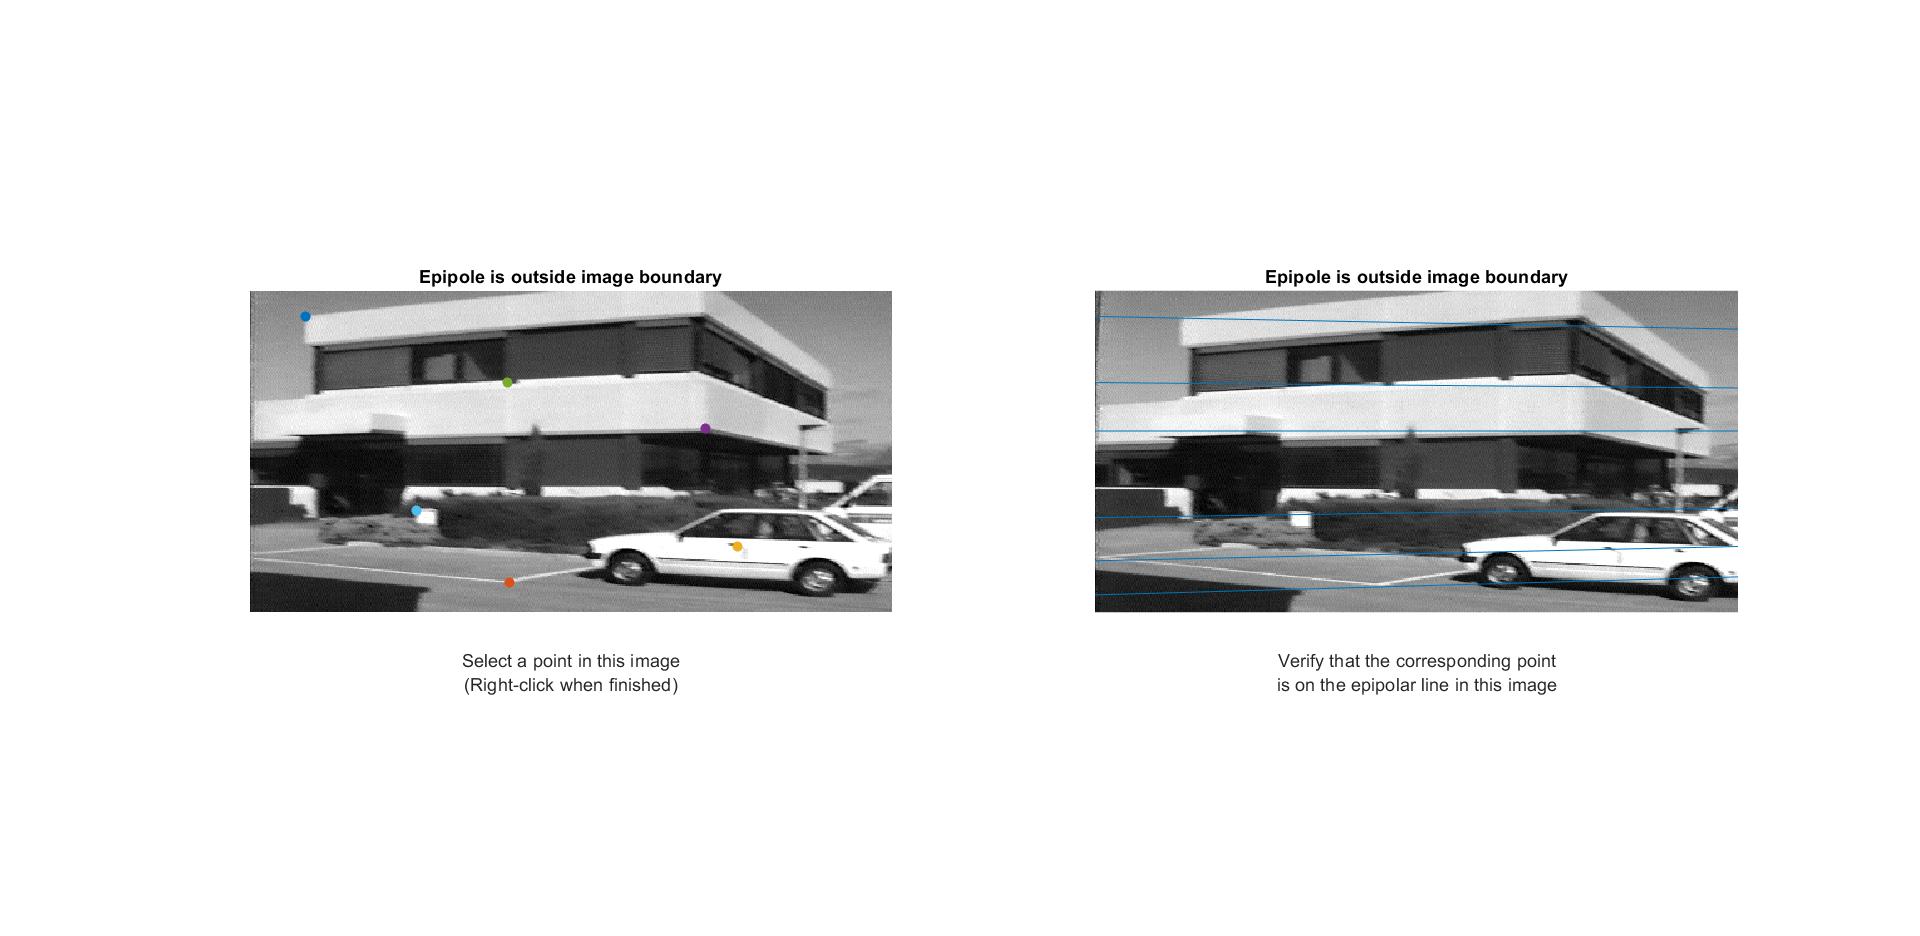 Epipole is outside image boundary
Select a point in this image
(Right-click when finished)
Epipole is outside image boundary
Verify that the corresponding point
is on the epipolar line in this image